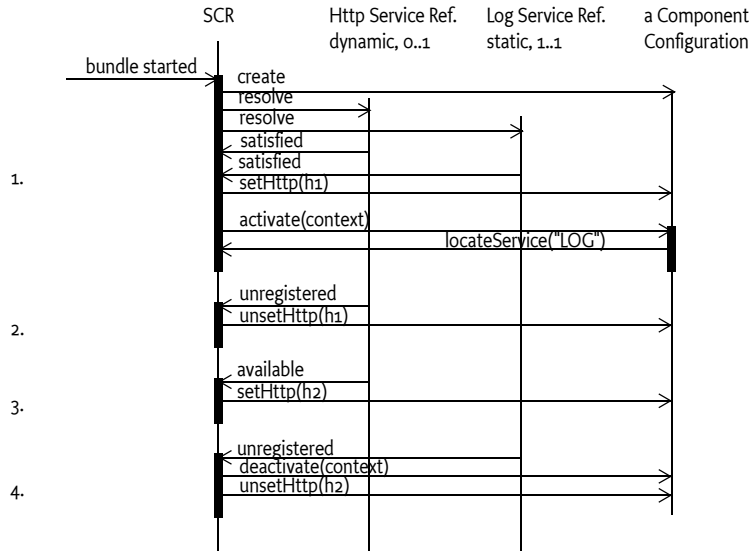 SCR
Http Service Ref.
dynamic, 0..1
Log Service Ref.
static, 1..1
a Component
Configuration
bundle started
create
resolve
resolve
satisfied
satisfied
1.
setHttp(h1)
activate(context)
locateService("LOG")
unregistered
unsetHttp(h1)
2.
available
setHttp(h2)
3.
unregistered
deactivate(context)
unsetHttp(h2)
4.